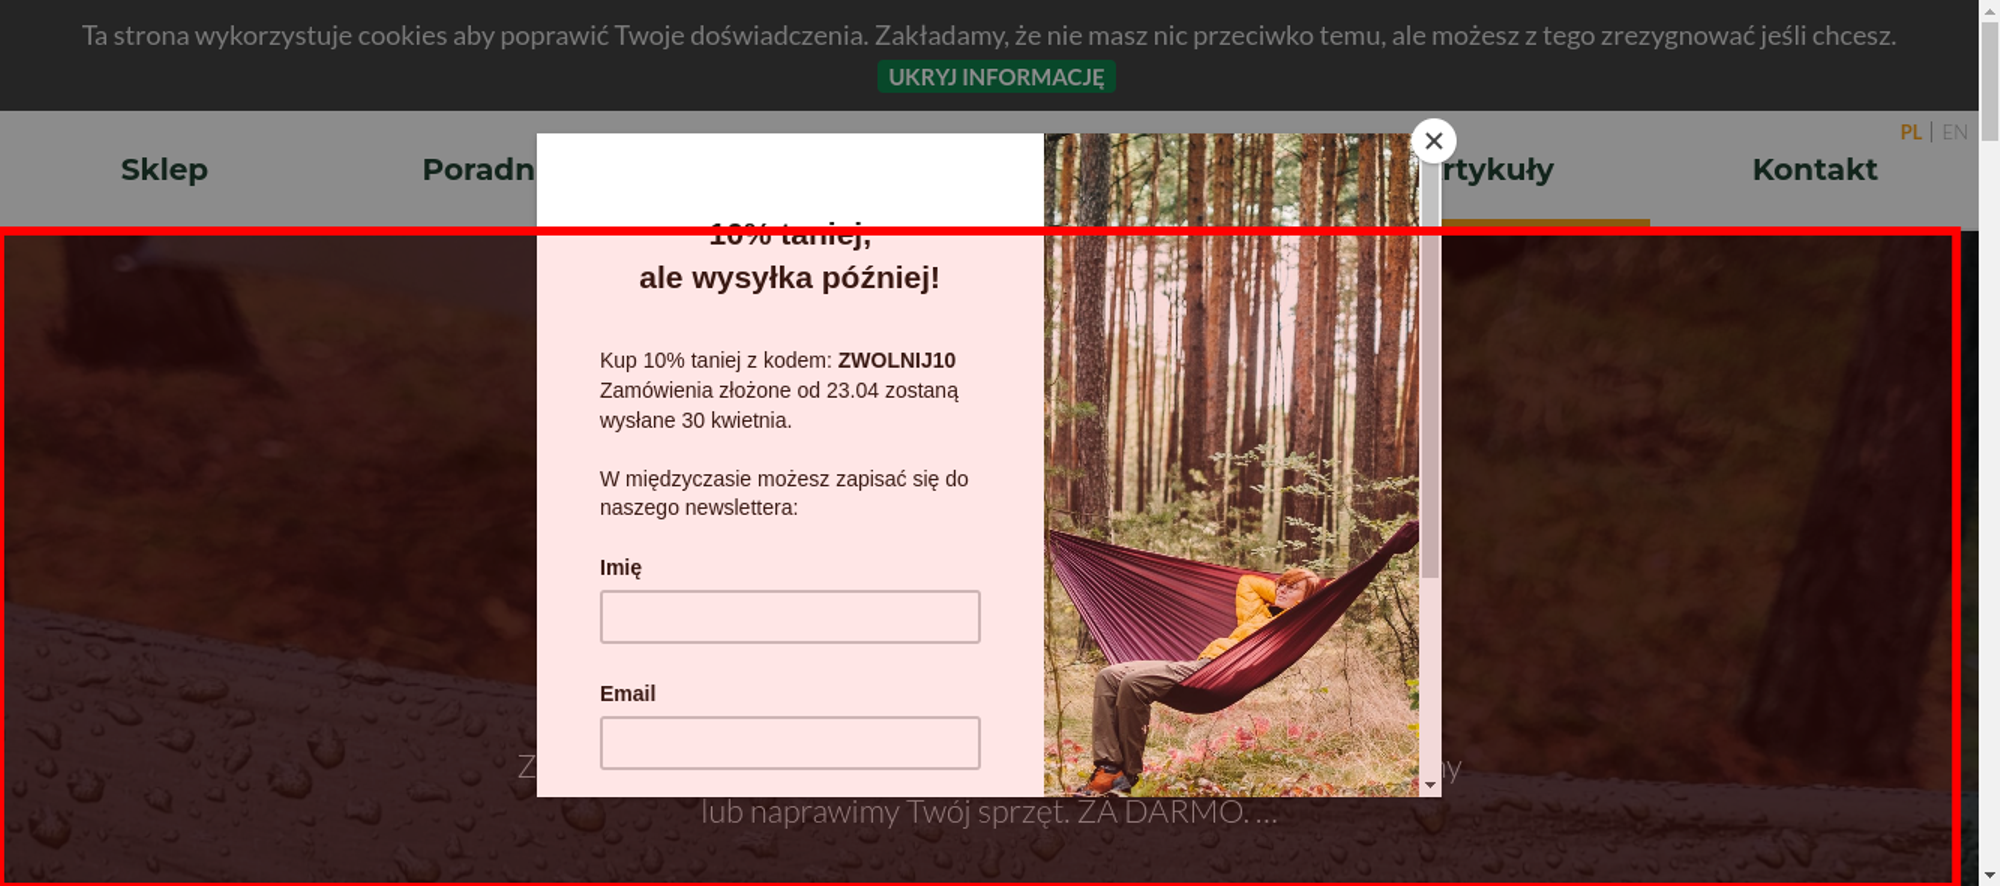 Ta strona wykorzystuje cookies aby poprawić Twoje doświadczenia. Zakładamy, że nie masz nic przeciwko temu, ale możesz z tego zrezygnować jeśli chcesz.
UKRYJ INFORMACJĘ
PL | EN
Sklep
Poradn
rtykuły
Kontakt
10% taniej,
ale wysyłka później!
Kup 10% taniej z kodem: ZWOLNIJ10
Zamówienia złożone od 23.04 zostaną
wysłane 30 kwietnia.
W międzyczasie możesz zapisać się do
naszego newslettera:
Imię
Email
Z
ny
lub naprawimy Twój sprzęt. ZA DARMO. ...